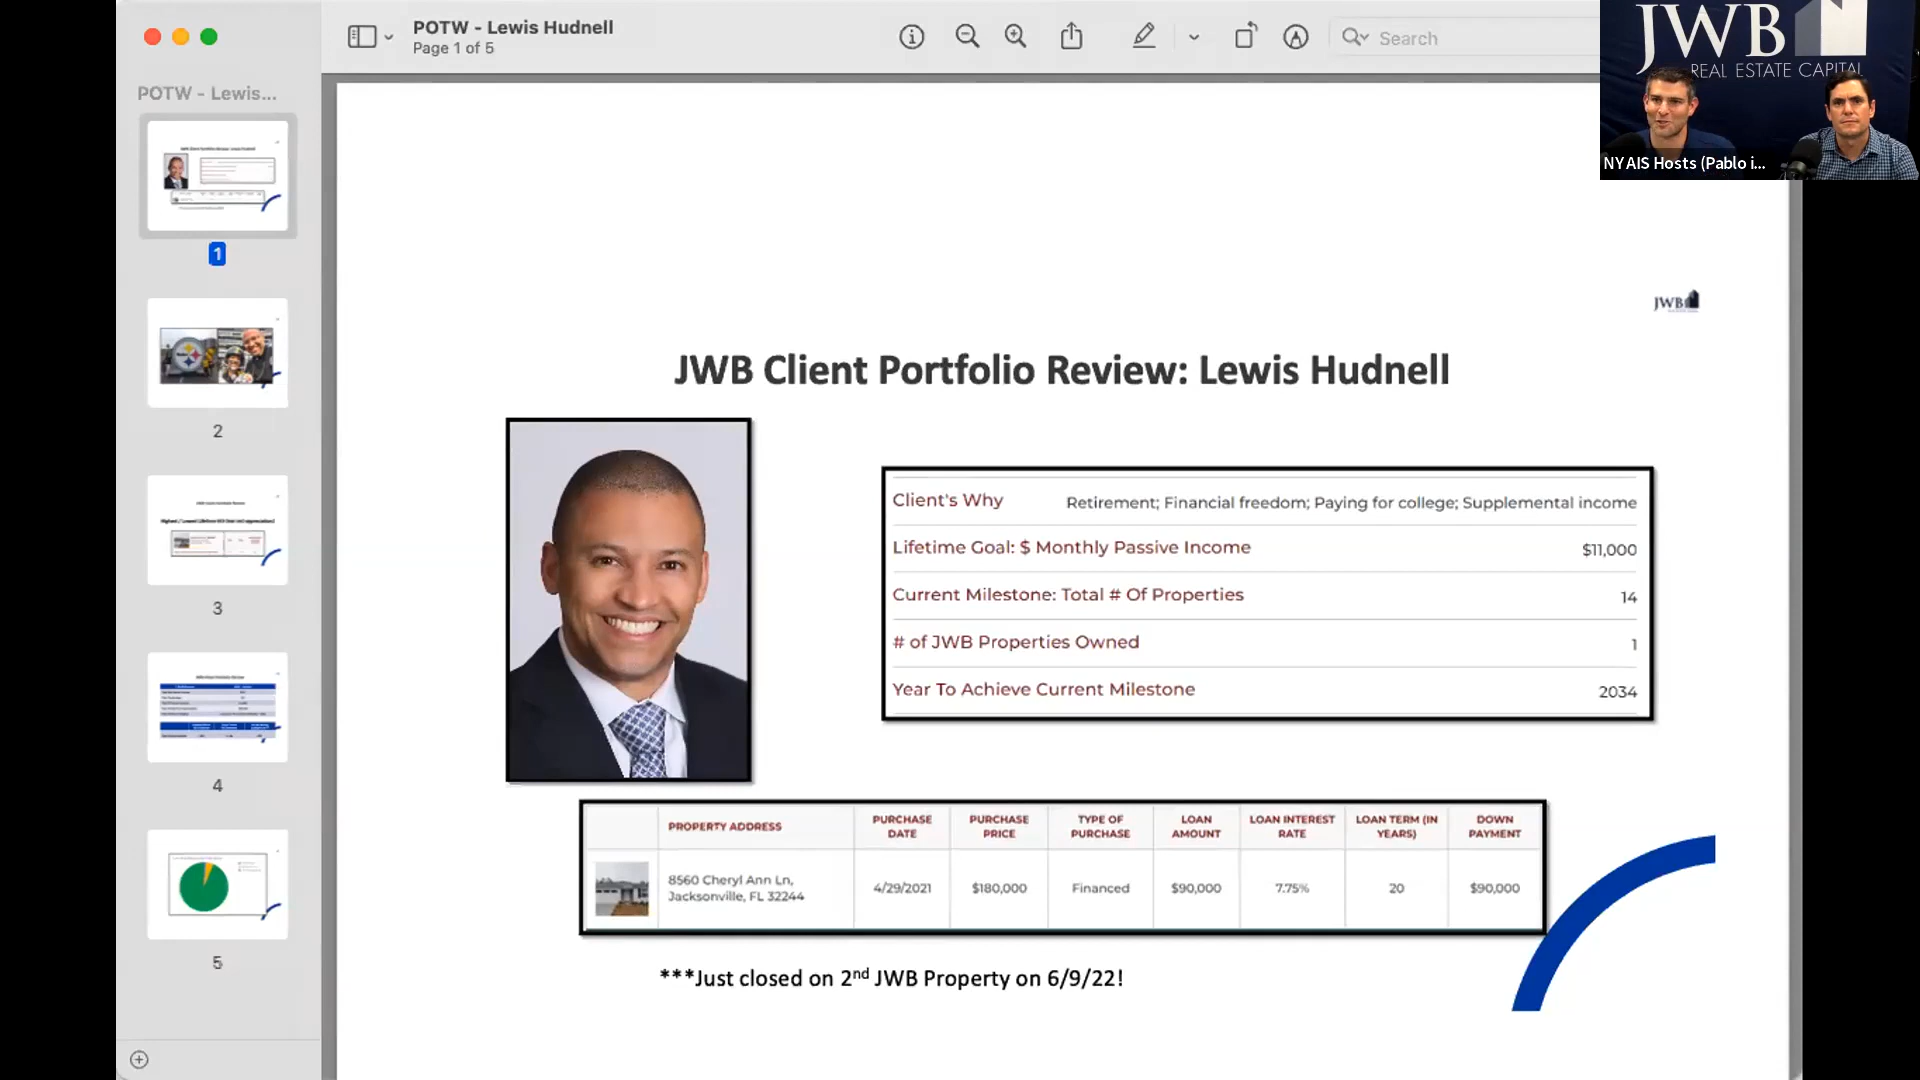 POTW - Lewis Hudnell
Page 1 of 5
Search
JWB
REAL ESTATE CAPITAL
NYAIS Hosts (Pablo i...
POTW - Lewis...
1
2
3
4
5
JWB
JWB Client Portfolio Review: Lewis Hudnell
Client's Why Retirement; Financial freedom; Paying for college; Supplemental income
Lifetime Goal: $ Monthly Passive Income $11,000
Current Milestone: Total # Of Properties 14
# of JWB Properties Owned 1
Year To Achieve Current Milestone 2034
PROPERTY ADDRESS PURCHASE DATE PURCHASE PRICE TYPE OF PURCHASE LOAN AMOUNT LOAN INTEREST RATE LOAN TERM (IN YEARS) DOWN PAYMENT
8560 Cheryl Ann Ln, Jacksonville, FL 32244 4/29/2021 $180,000 Financed $90,000 7.75% 20 $90,000
***Just closed on 2nd JWB Property on 6/9/22!